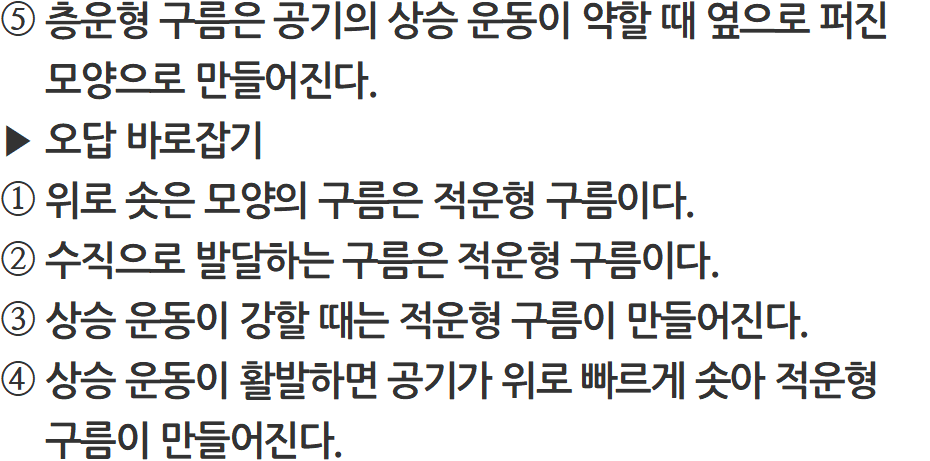 ⑤ 층운형 구름은 공기의 상승 운동이 약할 때 옆으로 퍼진
모양으로 만들어진다.
▶ 오답 바로잡기
① 위로 솟은 모양의 구름은 적운형 구름이다.
② 수직으로 발달하는 구름은 적운형 구름이다.
③ 상승 운동이 강할 때는 적운형 구름이 만들어진다.
④ 상승 운동이 활발하면 공기가 위로 빠르게 솟아 적운형
구름이 만들어진다.